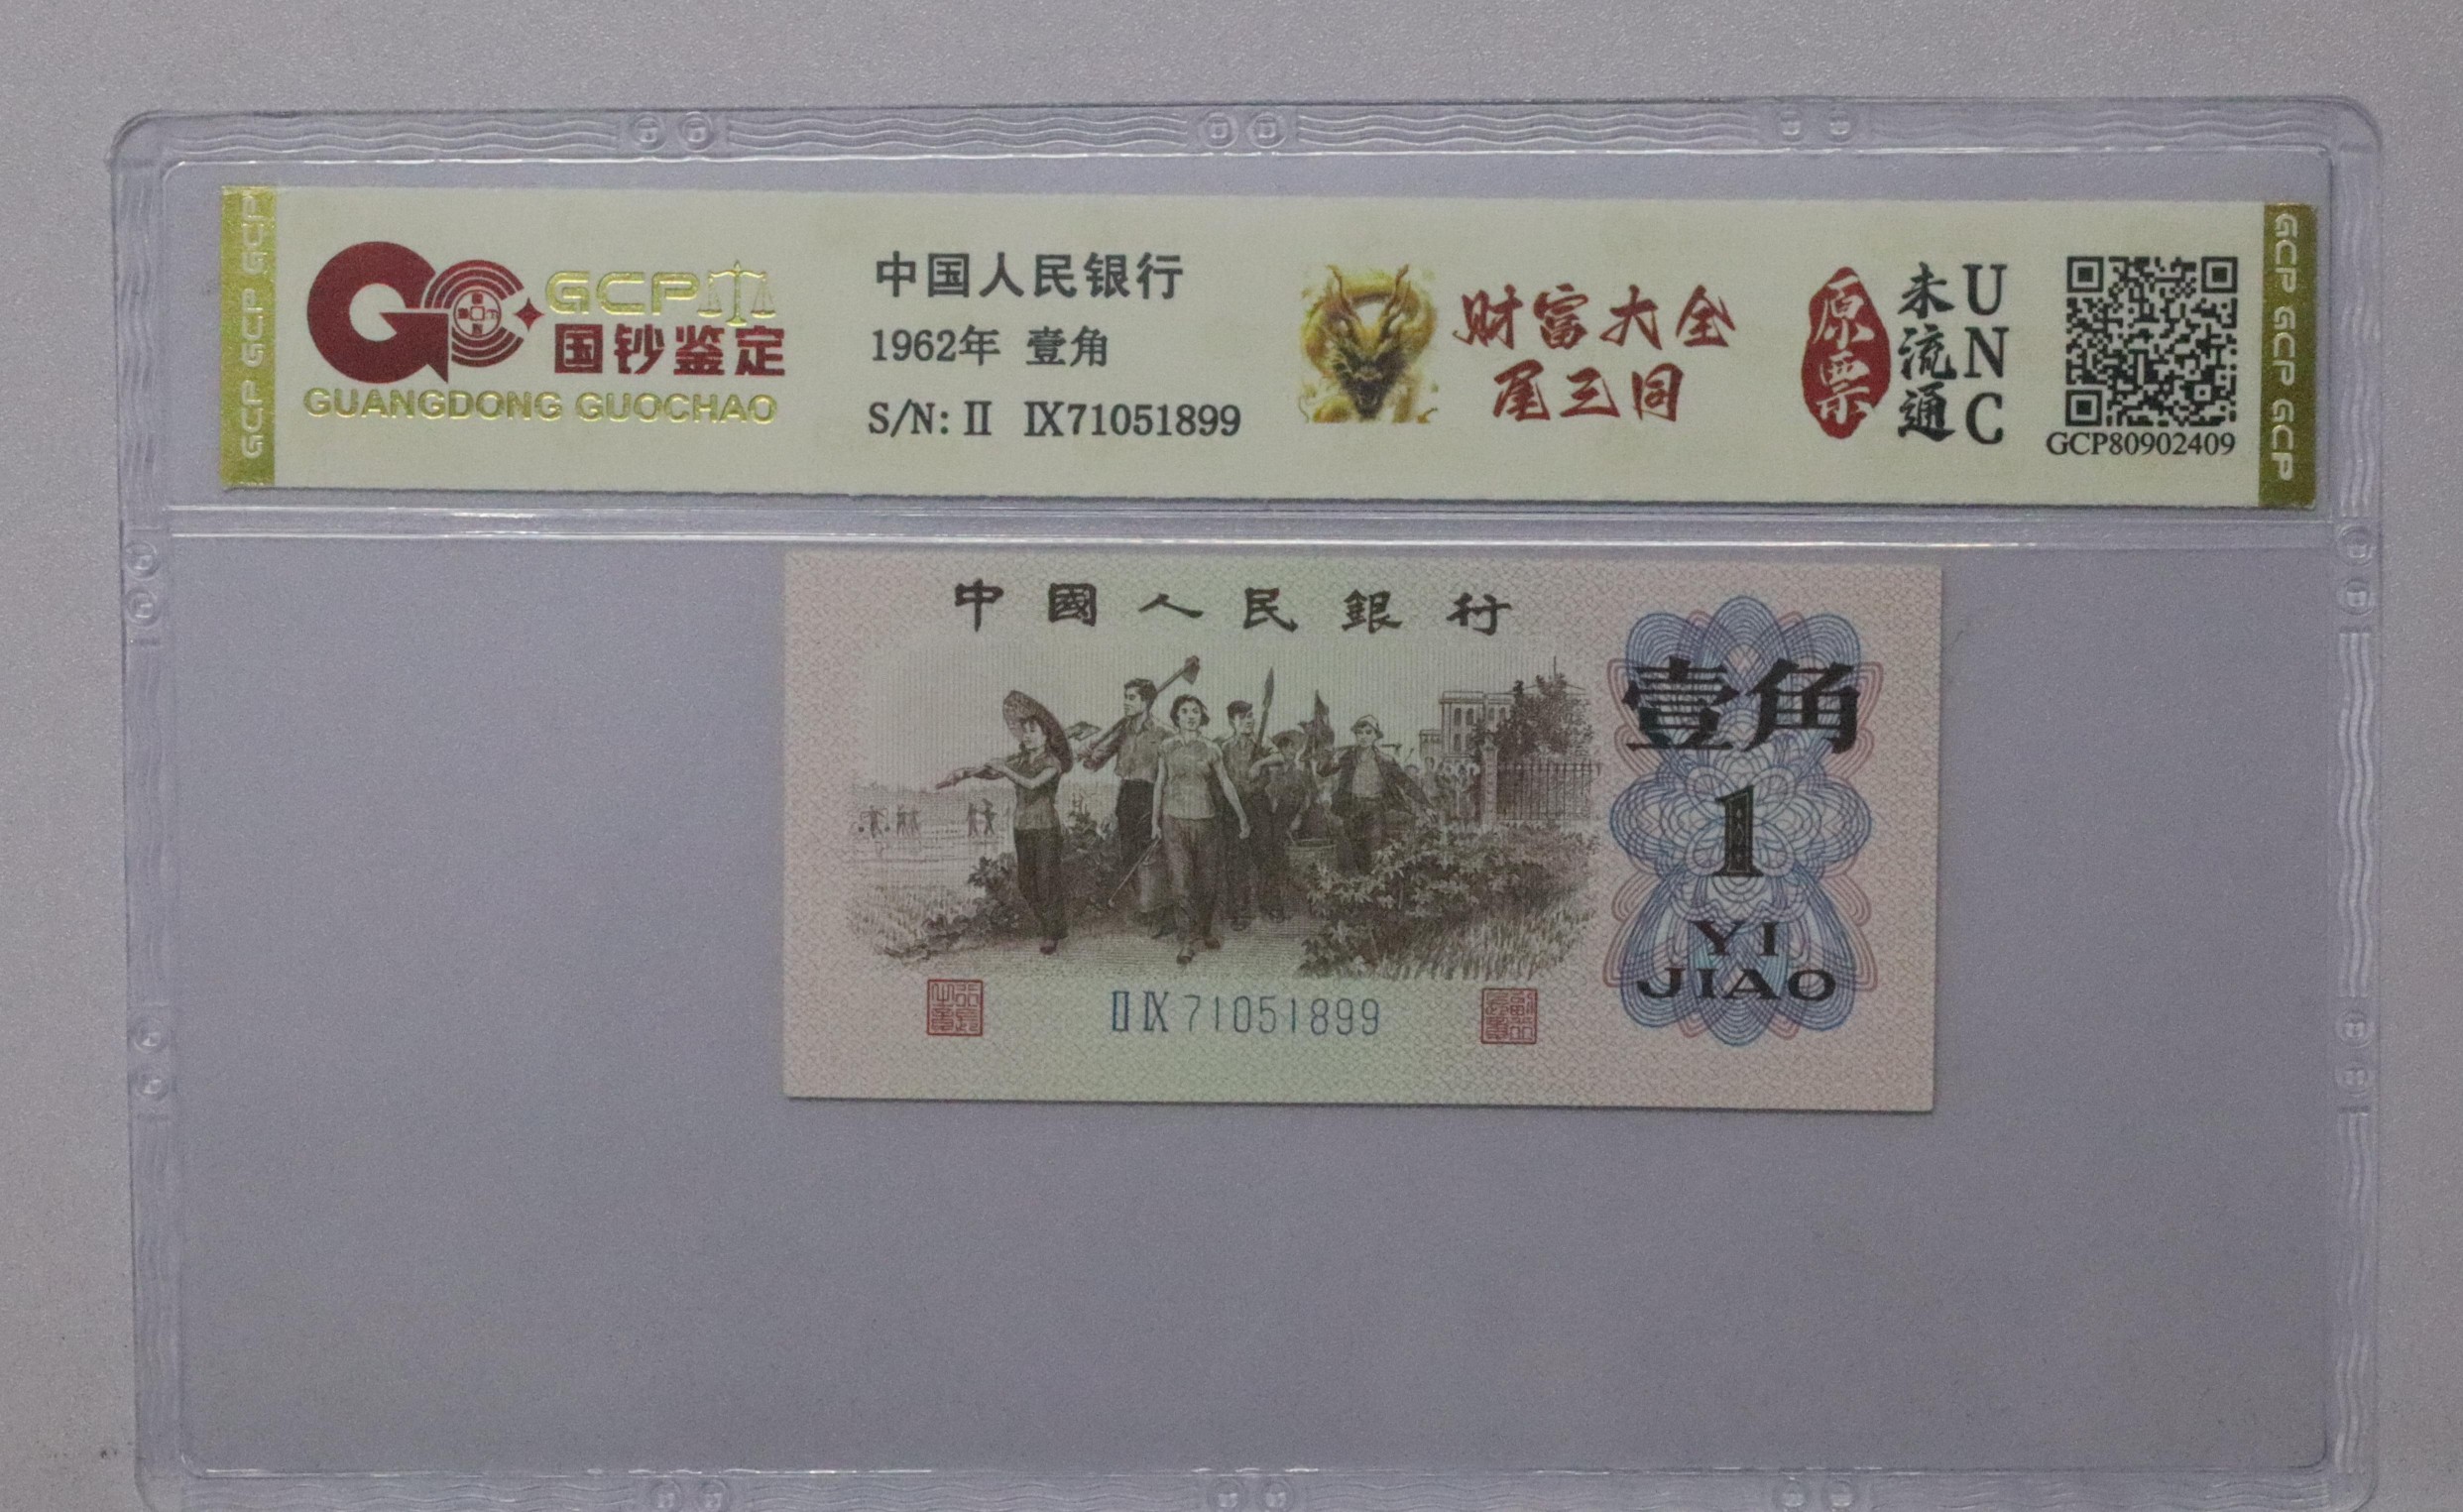 GCP GCP GCP
GCP
国钞鉴定
GUANGDONG GUOCHAO
中国人民银行
1962年 壹角
S/N: II IX71051899
财富大全
尾三同
原票
未流通
UNC
GCP80902409
GCP GCP GCP
中國人民銀行
壹角
1
YI
JIAO
II IX 71051899